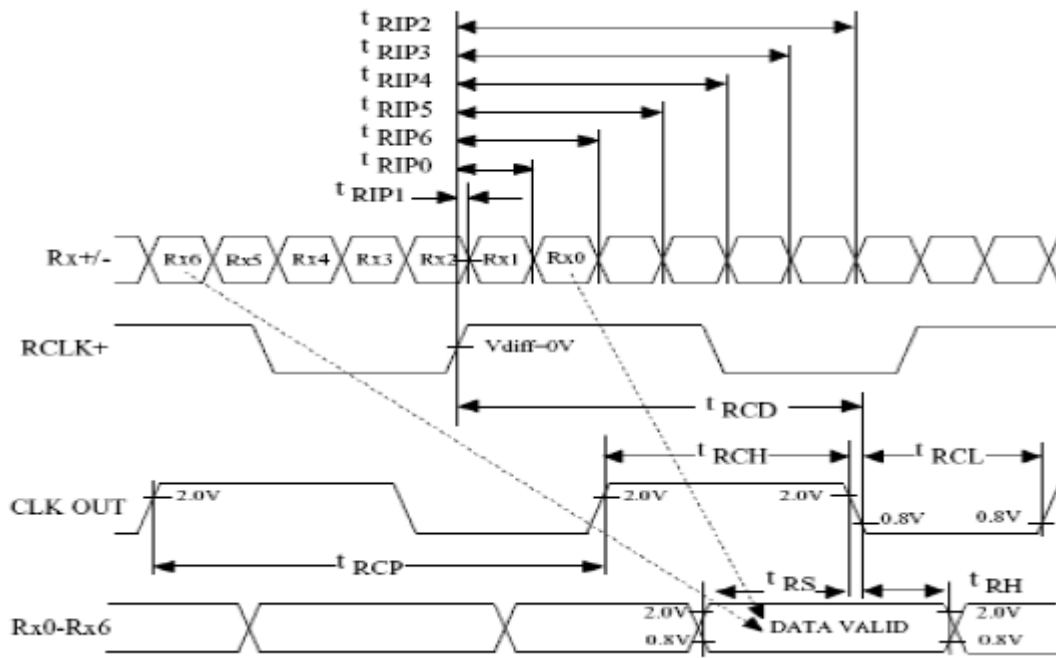 t RIP2
t RIP3
t RIP4
t RIP5
t RIP6
t RIP0
t RIP1
Rx+/- Rx6 Rx5 Rx4 Rx3 Rx2 Rx1 Rx0
RCLK+ Vdiff=0V
t RCD
t RCH t RCL
CLK OUT 2.0V 2.0V 2.0V 0.8V 0.8V
t RCP
t RS t RH
Rx0-Rx6 2.0V DATA VALID 2.0V
0.8V 0.8V